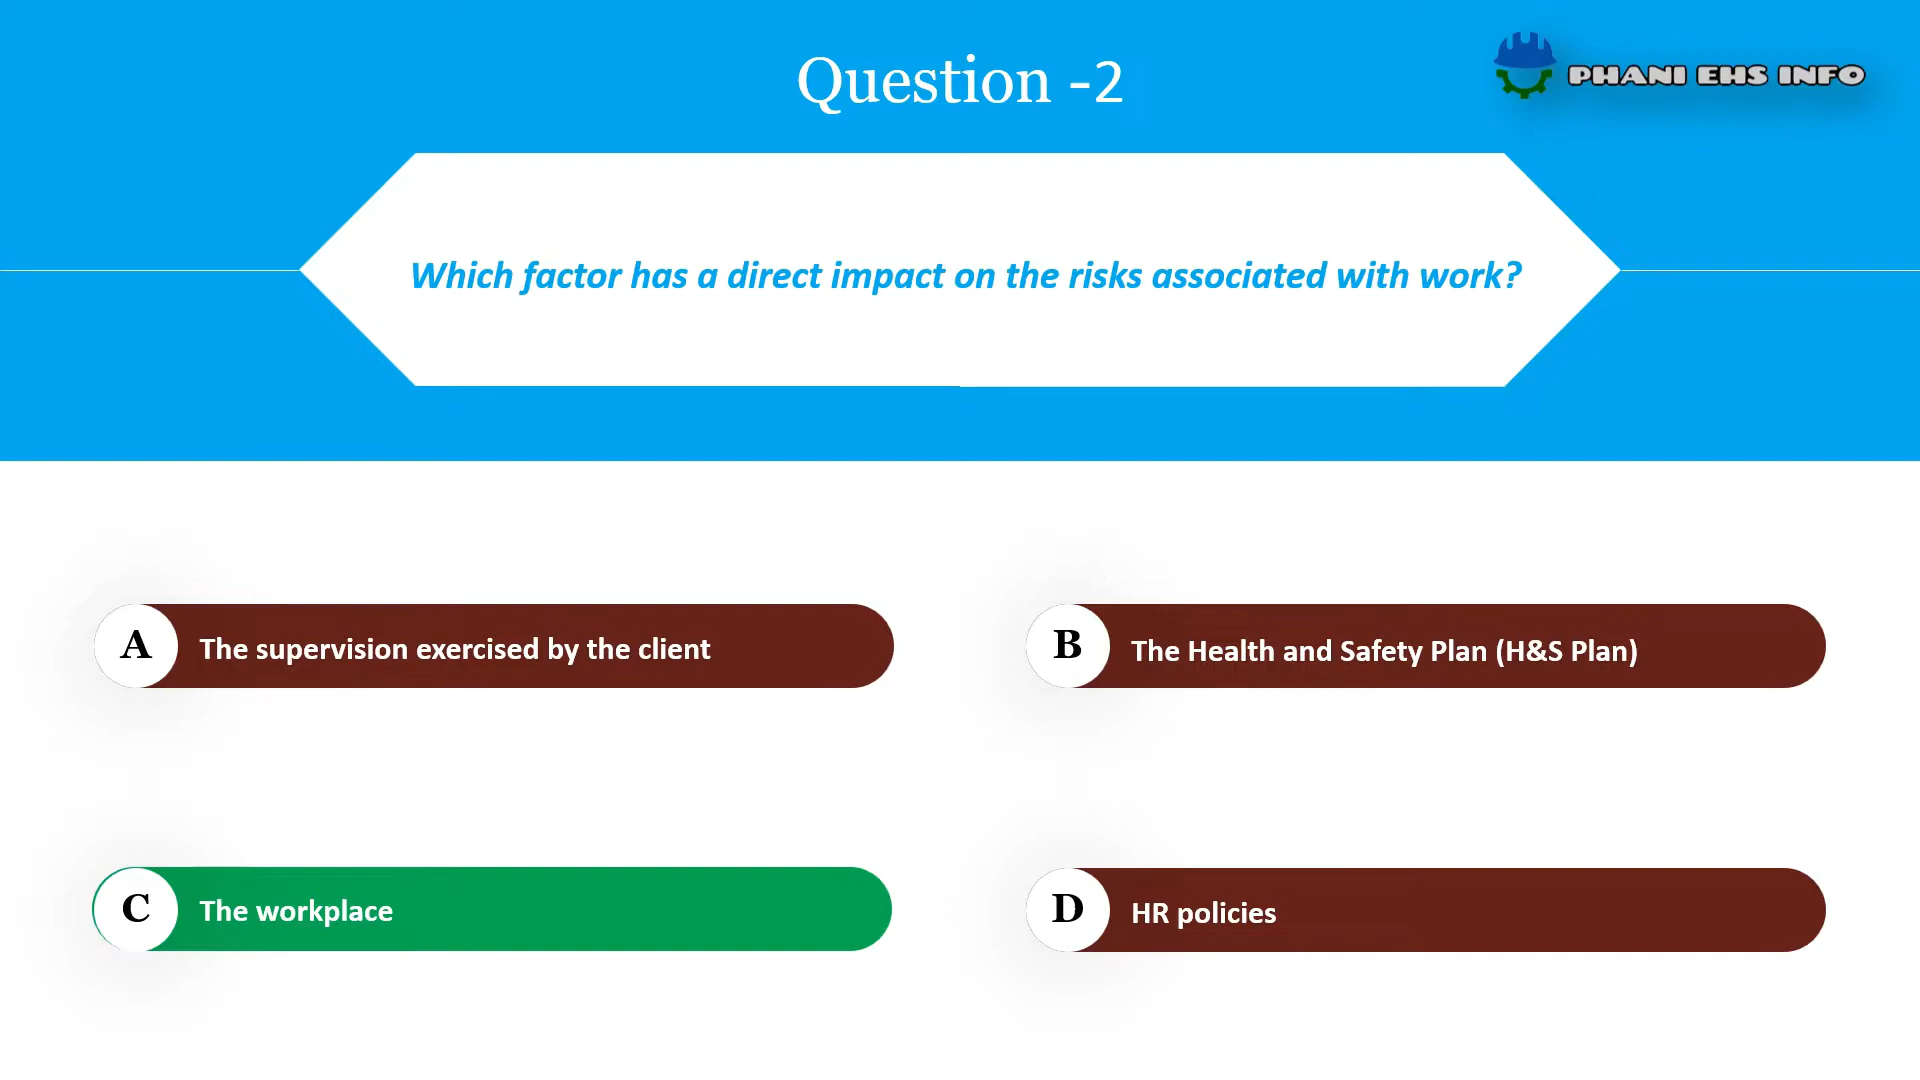 Question -2
PHANI EHS INFO
Which factor has a direct impact on the risks associated with work?
A
The supervision exercised by the client
B
The Health and Safety Plan (H&S Plan)
C
The workplace
D
HR policies